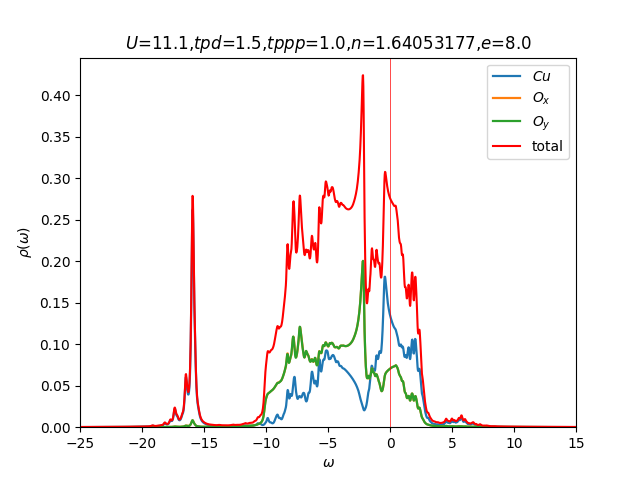 U=11.1,tpd=1.5,tppp=1.0,n=1.64053177,e=8.0
Cu
O_x
O_y
total
0.40
0.35
0.30
0.25
0.20
0.15
0.10
0.05
0.00
ρ(ω)
−25 −20 −15 −10 −5 0 5 10 15
ω